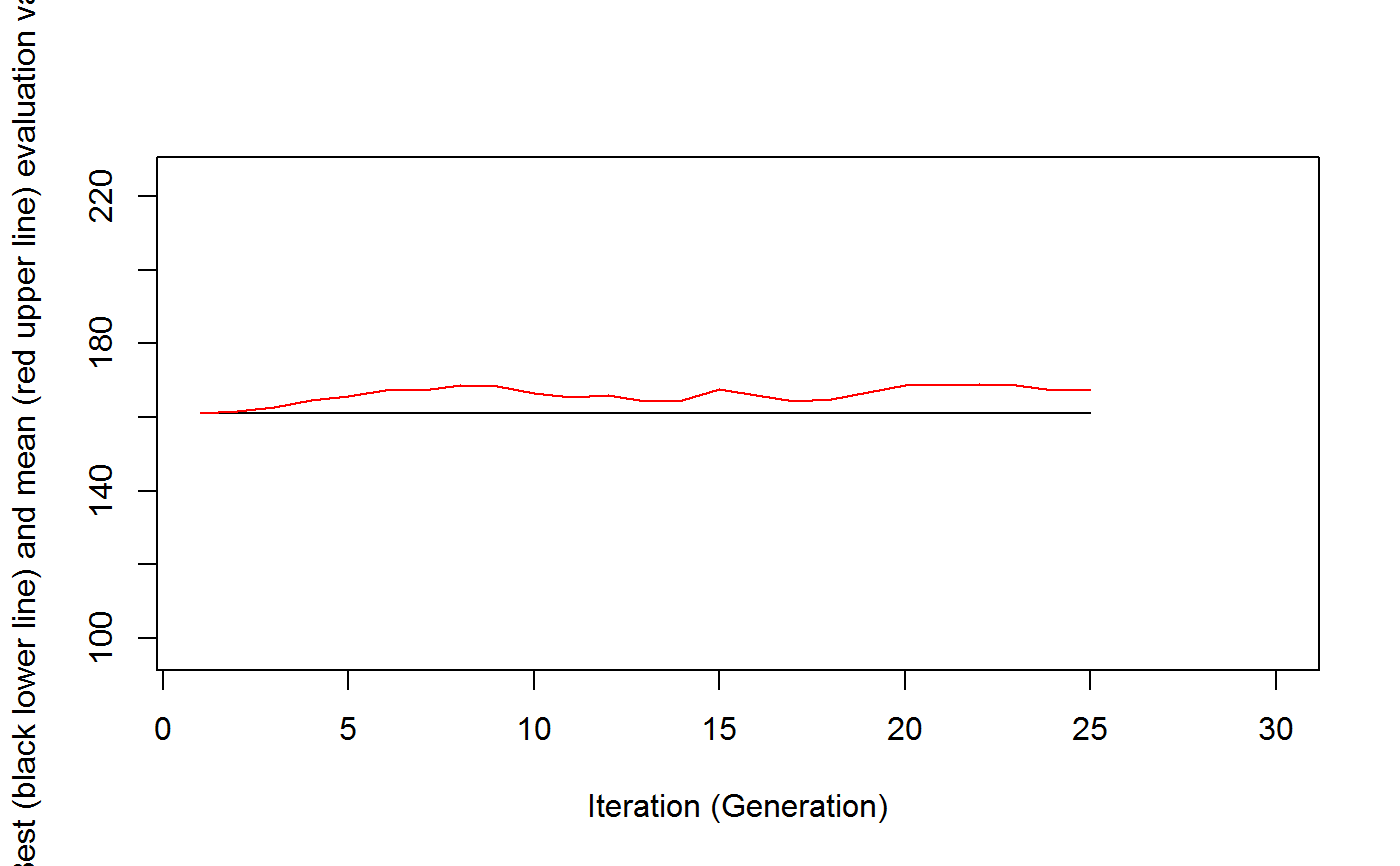 Best (black lower line) and mean (red upper line) evaluation va
220
180
140
100
0 5 10 15 20 25 30
Iteration (Generation)